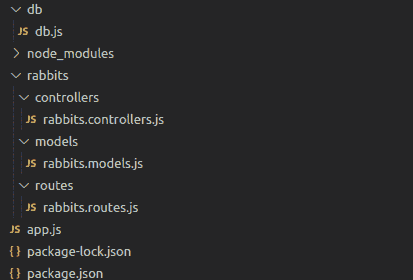 db
JS db.js
node_modules
rabbits
controllers
JS rabbits.controllers.js
models
JS rabbits.models.js
routes
JS rabbits.routes.js
JS app.js
{} package-lock.json
{} package.json